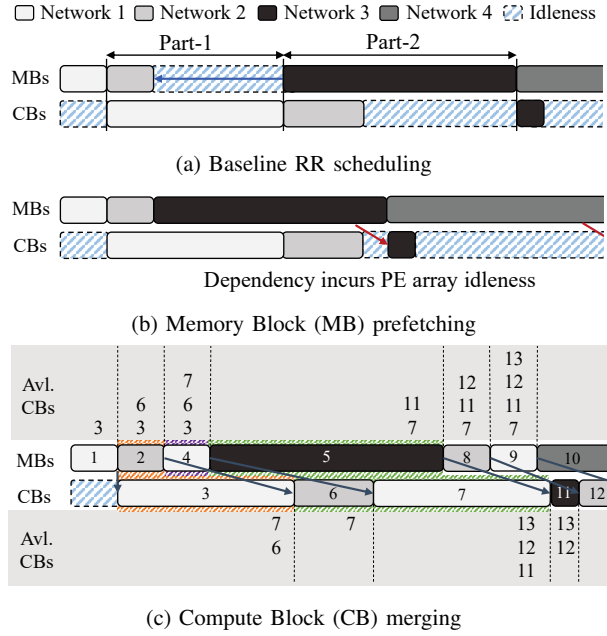 Network 1 Network 2 Network 3 Network 4 Idleness
Part-1 Part-2
MBs
CBs
(a) Baseline RR scheduling
MBs
CBs
Dependency incurs PE array idleness
(b) Memory Block (MB) prefetching
13
7 12 12
Avl. 6 6 11 11 11
CBs 3 3 3 7 7 7
MBs 1 2 4 5 8 9 10
CBs 3 6 7 11 12
7 7 13 13
Avl. 6 12 12
CBs 11
(c) Compute Block (CB) merging